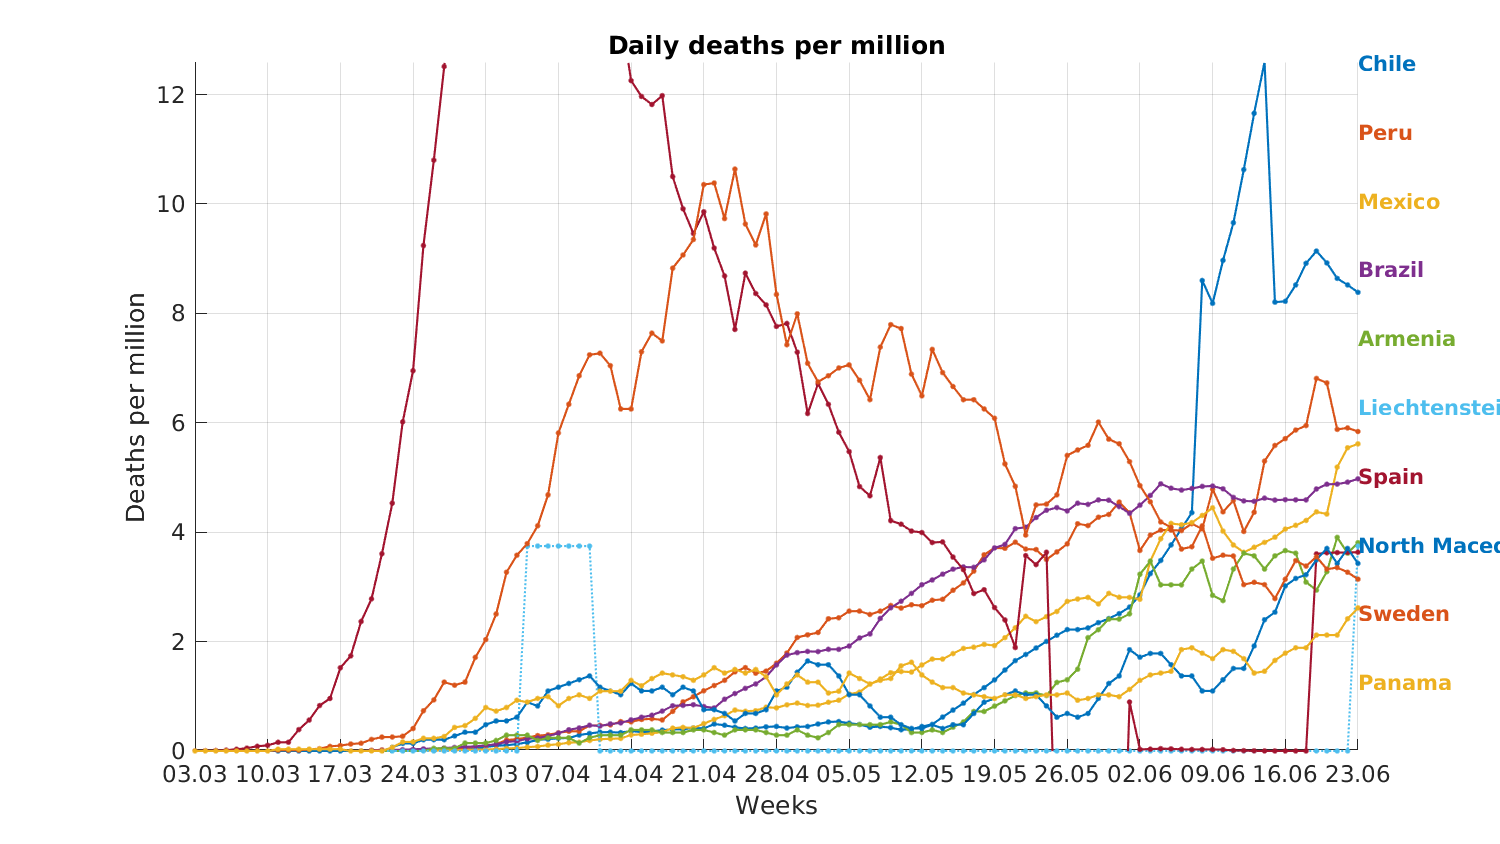 Daily deaths per million
Chile
Peru
Mexico
Brazil
Armenia
Liechtenstei
Spain
North Maced
Sweden
Panama
12
10
8
6
4
2
0
Deaths per million
03.03 10.03 17.03 24.03 31.03 07.04 14.04 21.04 28.04 05.05 12.05 19.05 26.05 02.06 09.06 16.06 23.06
Weeks